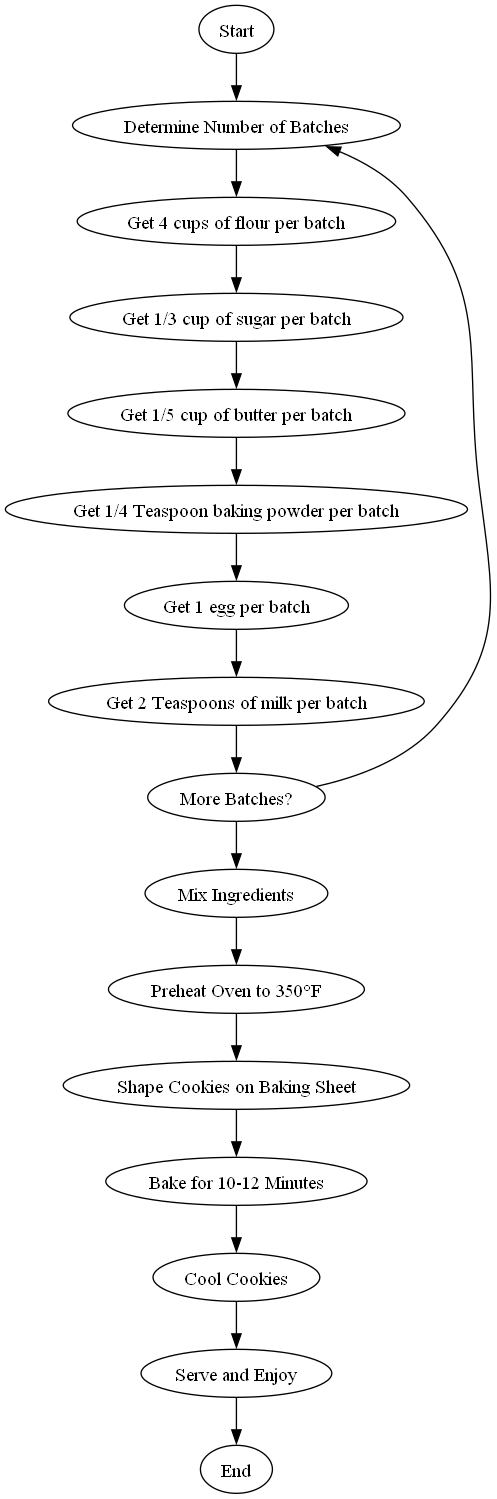 Start
Determine Number of Batches
Get 4 cups of flour per batch
Get 1/3 cup of sugar per batch
Get 1/5 cup of butter per batch
Get 1/4 Teaspoon baking powder per batch
Get 1 egg per batch
Get 2 Teaspoons of milk per batch
More Batches?
Mix Ingredients
Preheat Oven to 350°F
Shape Cookies on Baking Sheet
Bake for 10-12 Minutes
Cool Cookies
Serve and Enjoy
End